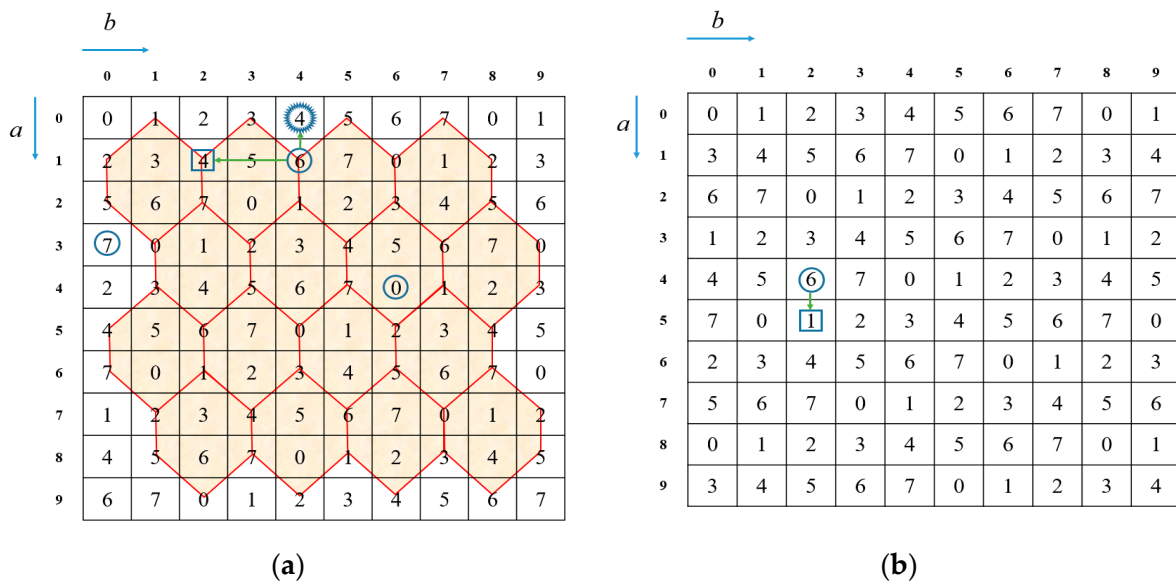 b
0 1 2 3 4 5 6 7 8 9
a
0 0 1 2 3 4 5 6 7 0 1
1 2 3 4 5 6 7 0 1 2 3
2 5 6 7 0 1 2 3 4 5 6
3 7 0 1 2 3 4 5 6 7 0
4 2 3 4 5 6 7 0 1 2 3
5 4 5 6 7 0 1 2 3 4 5
6 7 0 1 2 3 4 5 6 7 0
7 1 2 3 4 5 6 7 0 1 2
8 4 5 6 7 0 1 2 3 4 5
9 6 7 0 1 2 3 4 5 6 7
(a)
b
0 1 2 3 4 5 6 7 8 9
a
0 0 1 2 3 4 5 6 7 0 1
1 3 4 5 6 7 0 1 2 3 4
2 6 7 0 1 2 3 4 5 6 7
3 1 2 3 4 5 6 7 0 1 2
4 4 5 6 7 0 1 2 3 4 5
5 7 0 1 2 3 4 5 6 7 0
6 2 3 4 5 6 7 0 1 2 3
7 5 6 7 0 1 2 3 4 5 6
8 0 1 2 3 4 5 6 7 0 1
9 3 4 5 6 7 0 1 2 3 4
(b)